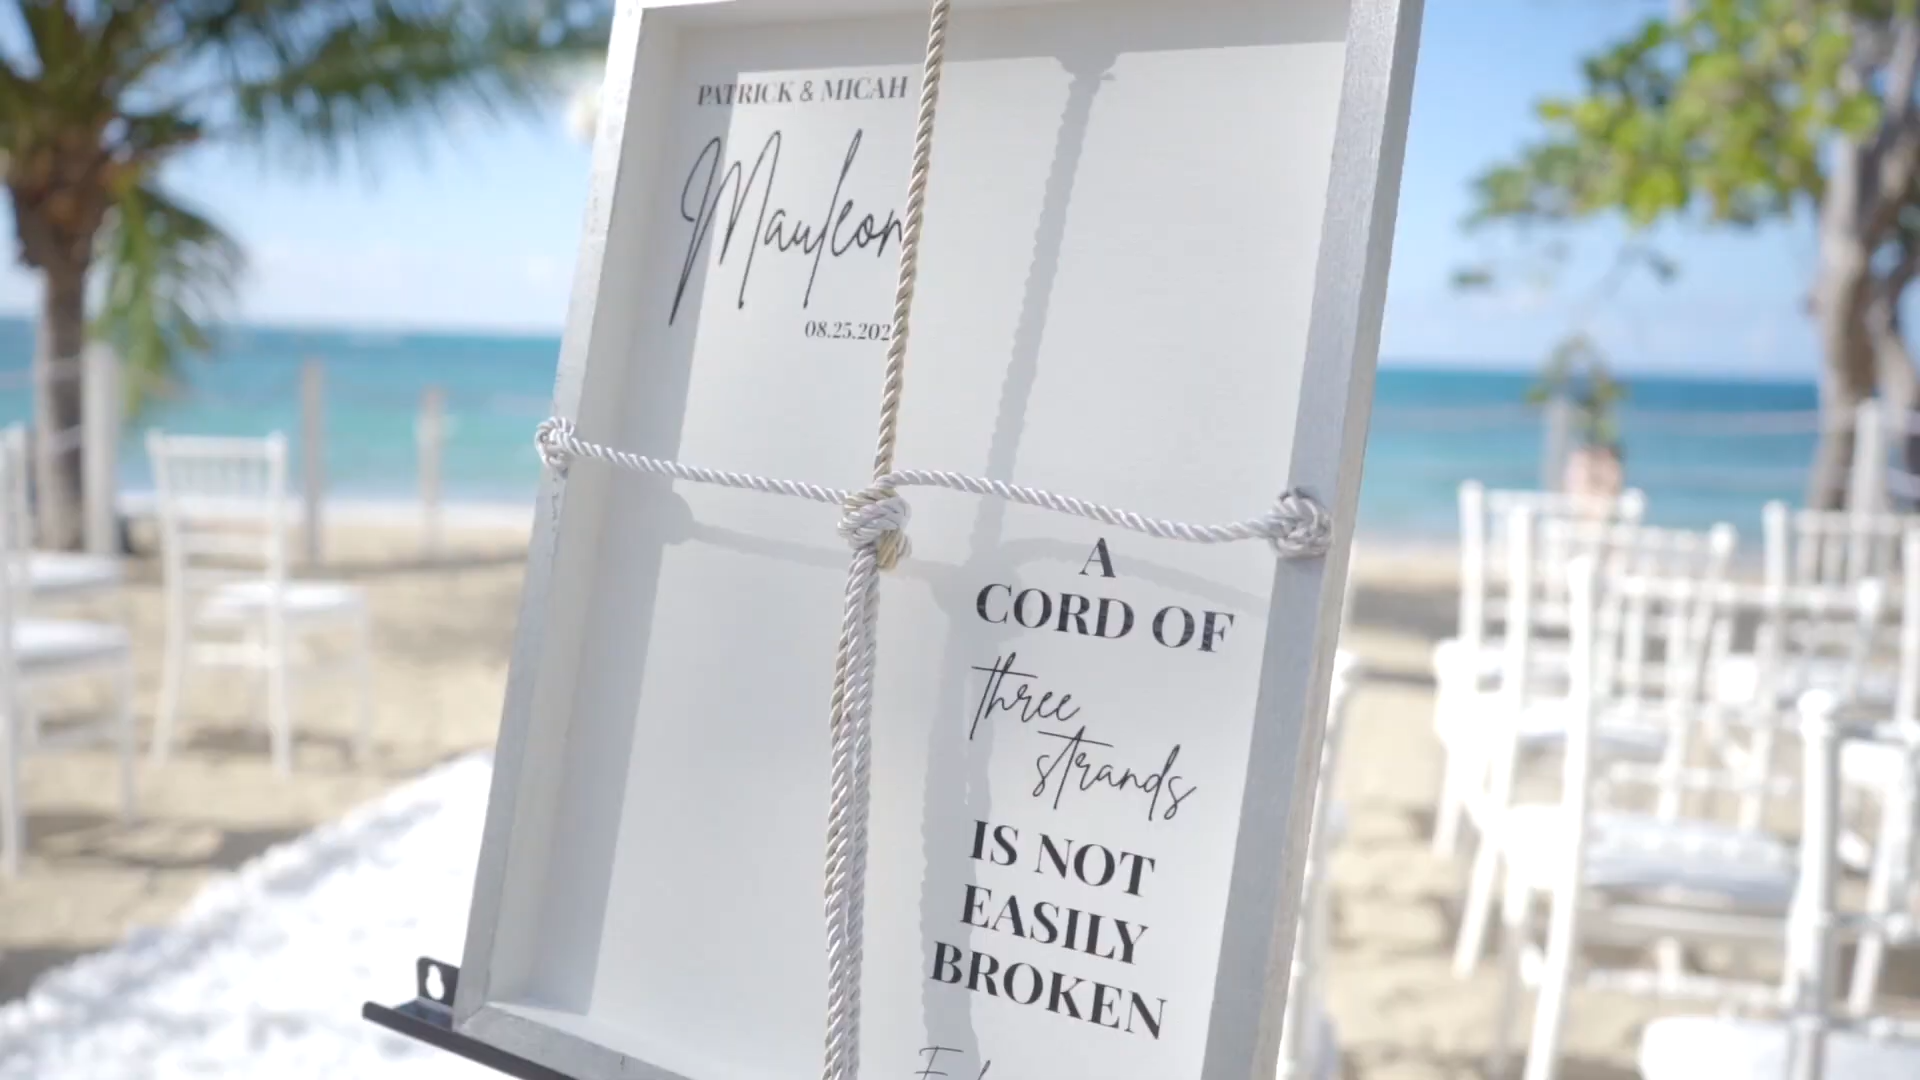 PATRICK & MICAH
Mauleon
08.25.202
A
CORD OF
three
strands
IS NOT
EASILY
BROKEN